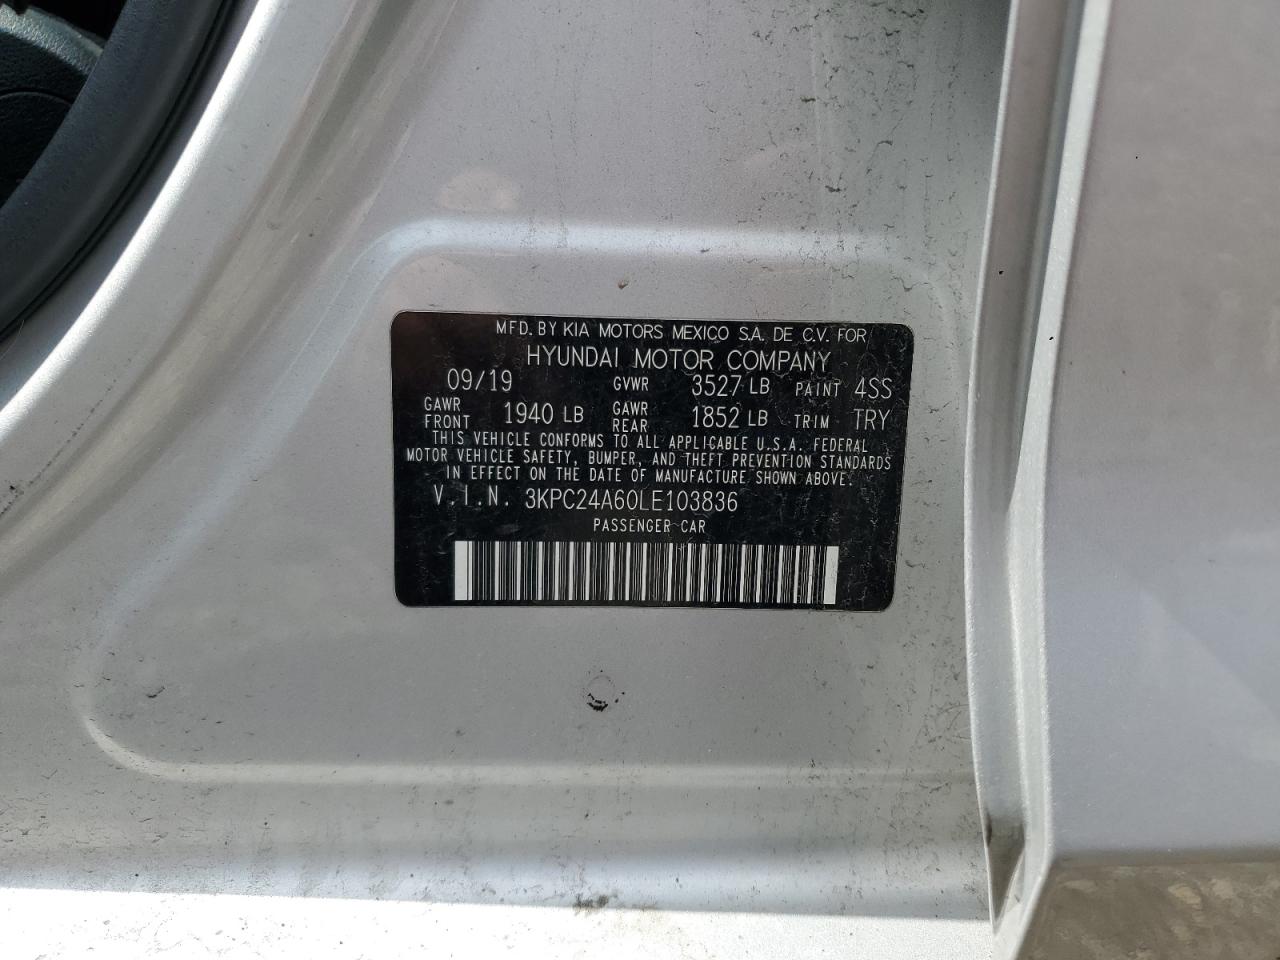 MFD. BY KIA MOTORS MEXICO S.A. DE C.V. FOR
HYUNDAI MOTOR COMPANY
09/19 GVWR 3527 LB PAINT 4SS
GAWR FRONT 1940 LB GAWR REAR 1852 LB TRIM TRY
THIS VEHICLE CONFORMS TO ALL APPLICABLE U.S.A. FEDERAL
MOTOR VEHICLE SAFETY, BUMPER, AND THEFT PREVENTION STANDARDS
IN EFFECT ON THE DATE OF MANUFACTURE SHOWN ABOVE.
V.I.N. 3KPC24A60LE103836
PASSENGER CAR